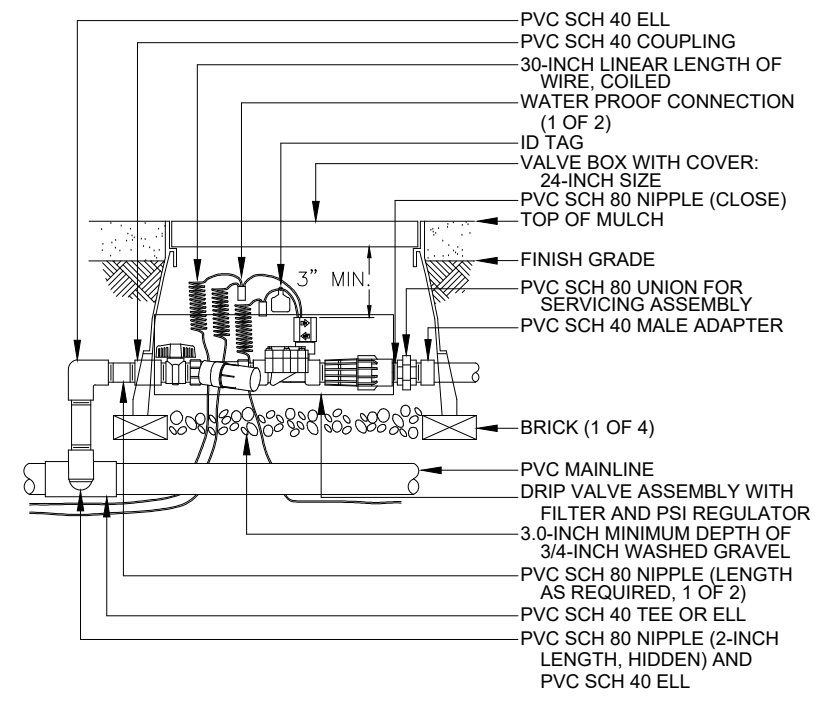 PVC SCH 40 ELL
PVC SCH 40 COUPLING
30-INCH LINEAR LENGTH OF
WIRE, COILED
WATER PROOF CONNECTION
(1 OF 2)
ID TAG
VALVE BOX WITH COVER:
24-INCH SIZE
PVC SCH 80 NIPPLE (CLOSE)
TOP OF MULCH
FINISH GRADE
3" MIN.
PVC SCH 80 UNION FOR
SERVICING ASSEMBLY
PVC SCH 40 MALE ADAPTER
BRICK (1 OF 4)
PVC MAINLINE
DRIP VALVE ASSEMBLY WITH
FILTER AND PSI REGULATOR
3.0-INCH MINIMUM DEPTH OF
3/4-INCH WASHED GRAVEL
PVC SCH 80 NIPPLE (LENGTH
AS REQUIRED, 1 OF 2)
PVC SCH 40 TEE OR ELL
PVC SCH 80 NIPPLE (2-INCH
LENGTH, HIDDEN) AND
PVC SCH 40 ELL